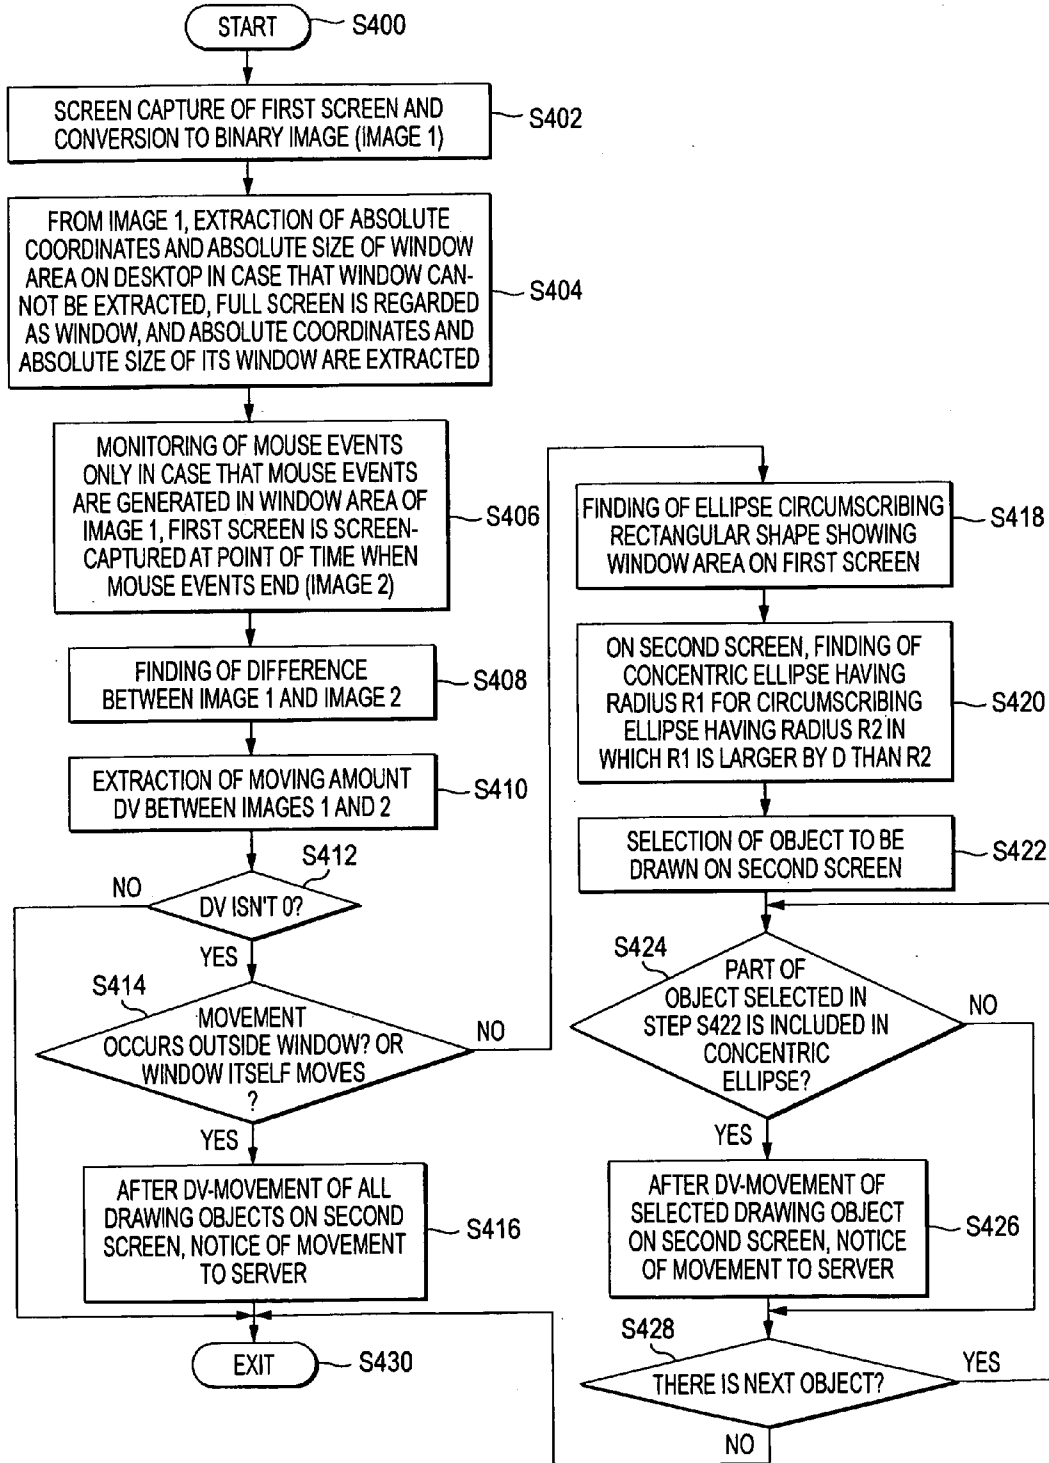 START
S400
SCREEN CAPTURE OF FIRST SCREEN AND
CONVERSION TO BINARY IMAGE (IMAGE 1)
S402
FROM IMAGE 1, EXTRACTION OF ABSOLUTE
COORDINATES AND ABSOLUTE SIZE OF WINDOW
AREA ON DESKTOP IN CASE THAT WINDOW CAN-
NOT BE EXTRACTED, FULL SCREEN IS REGARDED
AS WINDOW, AND ABSOLUTE COORDINATES AND
ABSOLUTE SIZE OF ITS WINDOW ARE EXTRACTED
S404
MONITORING OF MOUSE EVENTS
ONLY IN CASE THAT MOUSE EVENTS
ARE GENERATED IN WINDOW AREA OF
IMAGE 1, FIRST SCREEN IS SCREEN-
CAPTURED AT POINT OF TIME WHEN
MOUSE EVENTS END (IMAGE 2)
S406
FINDING OF DIFFERENCE
BETWEEN IMAGE 1 AND IMAGE 2
S408
EXTRACTION OF MOVING AMOUNT
DV BETWEEN IMAGES 1 AND 2
S410
S412
NO
DV ISN'T 0?
YES
S414
MOVEMENT
OCCURS OUTSIDE WINDOW? OR
WINDOW ITSELF MOVES
?
NO
YES
AFTER DV-MOVEMENT OF ALL
DRAWING OBJECTS ON SECOND
SCREEN, NOTICE OF MOVEMENT
TO SERVER
S416
EXIT
S430
FINDING OF ELLIPSE CIRCUMSCRIBING
RECTANGULAR SHAPE SHOWING
WINDOW AREA ON FIRST SCREEN
S418
ON SECOND SCREEN, FINDING OF
CONCENTRIC ELLIPSE HAVING
RADIUS R1 FOR CIRCUMSCRIBING
ELLIPSE HAVING RADIUS R2 IN
WHICH R1 IS LARGER BY D THAN R2
S420
SELECTION OF OBJECT TO BE
DRAWN ON SECOND SCREEN
S422
S424
PART OF
OBJECT SELECTED IN
STEP S422 IS INCLUDED IN
CONCENTRIC
ELLIPSE?
NO
YES
AFTER DV-MOVEMENT OF
SELECTED DRAWING OBJECT
ON SECOND SCREEN, NOTICE
OF MOVEMENT TO SERVER
S426
S428
THERE IS NEXT OBJECT?
YES
NO